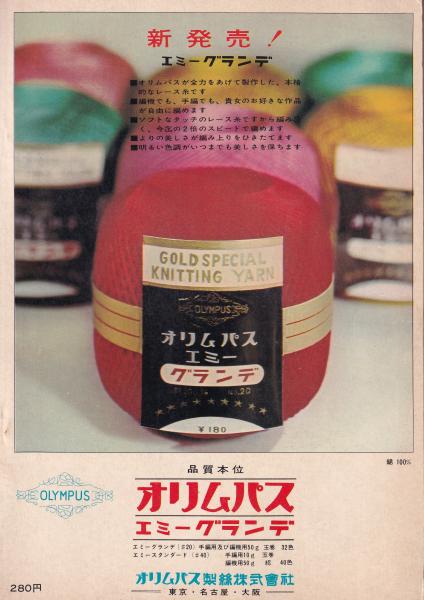 新発売！
エミーグランデ
■オリムパスが全力をあげて製作した、本格
的なレース糸です
■編機でも、手編でも、貴女のお好きな作品
が自由に編めます
■ソフトなタッチのレース糸ですから編み易
く、今迄の2倍のスピードで編めます
■よりの美しさが編み上りをひきたてます
■明るい色調がいつまでも美しさを保ちます
GOLD SPECIAL
KNITTING YARN
OLYMPUS
オリムパス
エミー
グランデ
NO.20
¥180
綿 100%
品質本位
OLYMPUS
オリムパス
エミーグランデ
エミーグランデ（#20）手編用及び編機用50g 玉巻 32色
エミースタンダード（#40） 手編用10g 玉巻
編機用50g 綛 40色
オリムパス製絲株式會社
東京・名古屋・大阪
280円